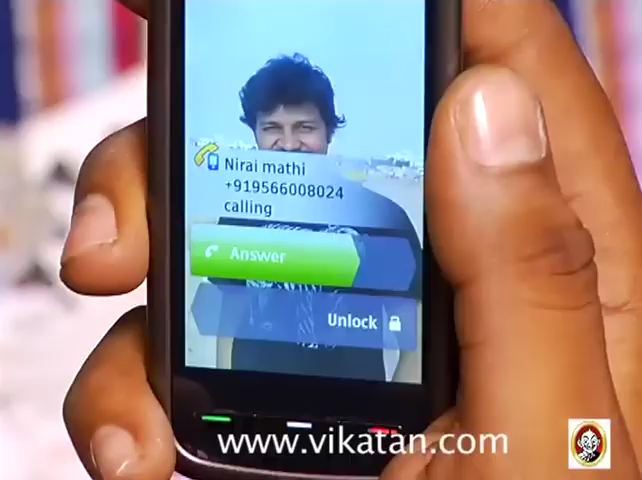 Nirai mathi
+919566008024
calling
Answer
Unlock
www.vikatan.com